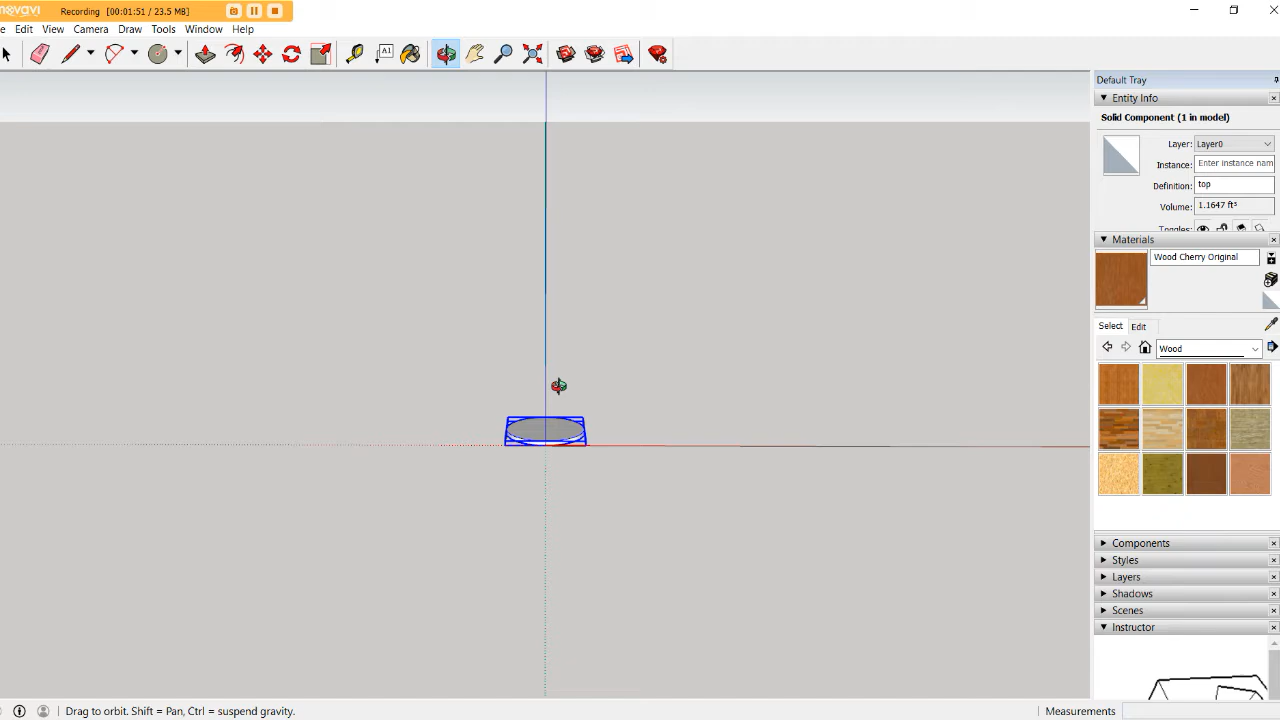 movavi Recording (00:01:51 / 23.5 MB)
Edit View Camera Draw Tools Window Help
A1
Default Tray
Entity Info
Solid Component (1 in model)
Layer: Layer0
Instance: Enter instance nam
Definition: top
Volume: 1.1647 ft³
Toggles:
Materials
Wood Cherry Original
Select Edit
Wood
Components
Styles
Layers
Shadows
Scenes
Instructor
Drag to orbit. Shift = Pan, Ctrl = suspend gravity.
Measurements